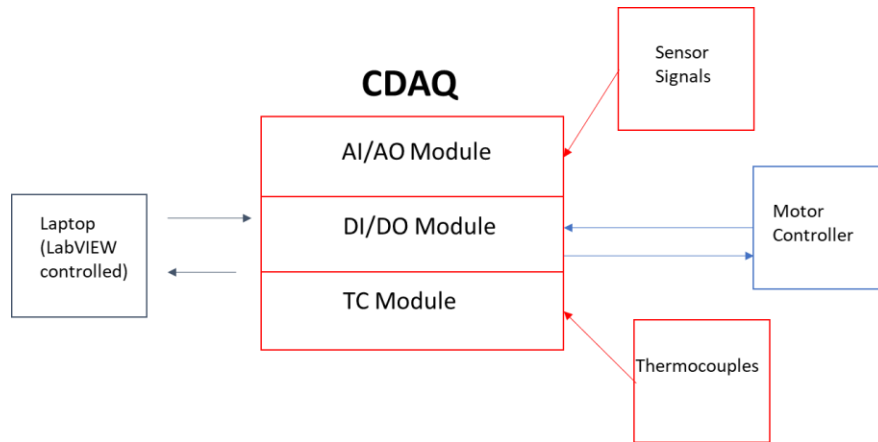 CDAQ
Sensor
Signals
AI/AO Module
Laptop
(LabVIEW
controlled)
DI/DO Module
Motor
Controller
TC Module
Thermocouples